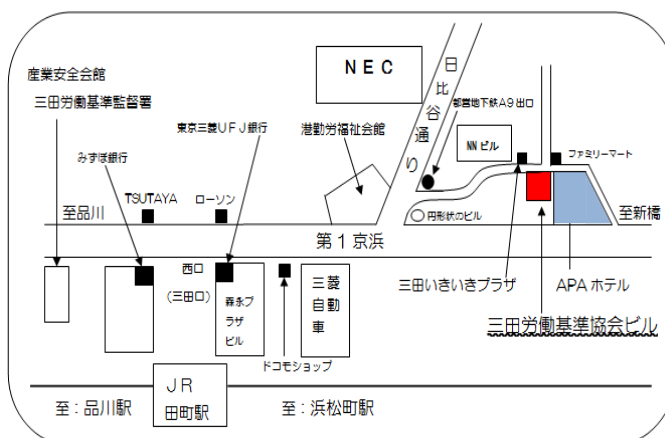 NEC
日比谷通り
産業安全会館
三田労働基準監督署
東京三菱UFJ銀行
港勤労福祉会館
都営地下鉄A9出口
NNビル
ファミリーマート
みずほ銀行
TSUTAYA
ローソン
至品川
円形状のビル
至新橋
第1京浜
西口
(三田口)
森永プラザビル
三菱自動車
三田いきいきプラザ
APAホテル
三田労働基準協会ビル
ドコモショップ
JR
田町駅
至:品川駅
至:浜松町駅